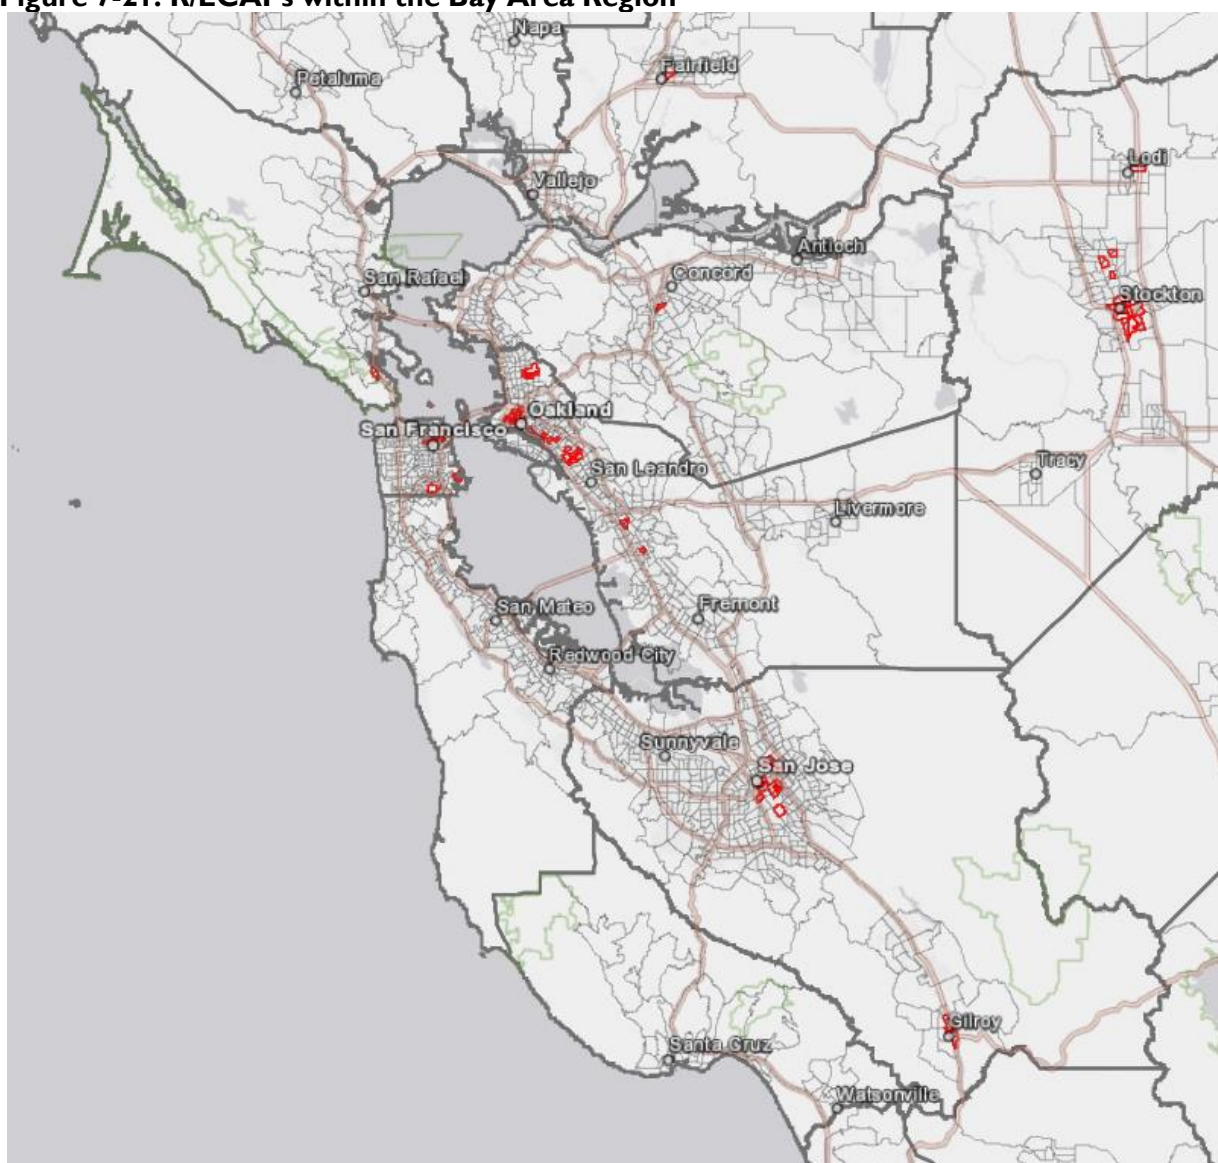 Figure 7-21: R/ECAPs within the Bay Area Region
Napa
Petaluma
Fairfield
Lodi
Vallejo
Antioch
San Rafael
Concord
Stockton
Oakland
San Francisco
San Leandro
Tracy
Livermore
San Mateo
Fremont
Redwood City
Sunnyvale
San Jose
Gilroy
Santa Cruz
Watsonville